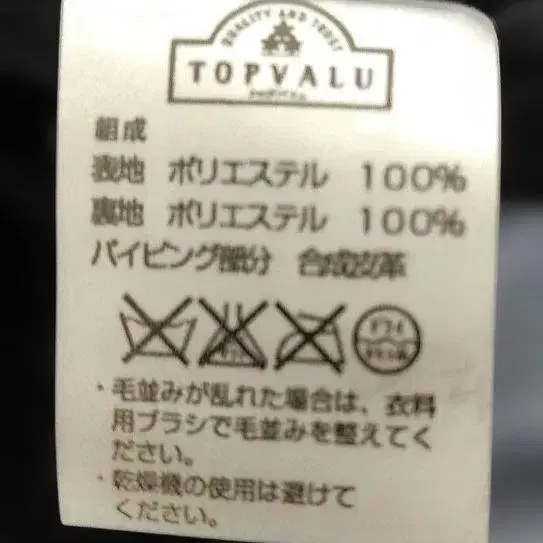 QUALITY AND TRUST
TOPVALU
組成
表地 ポリエステル 100%
裏地 ポリエステル 100%
パイピング部分 合成皮革
ドライ
・毛並みが乱れた場合は、衣料
用ブラシで毛並みを整えてく
ださい。
・乾燥機の使用は避けて
ください。